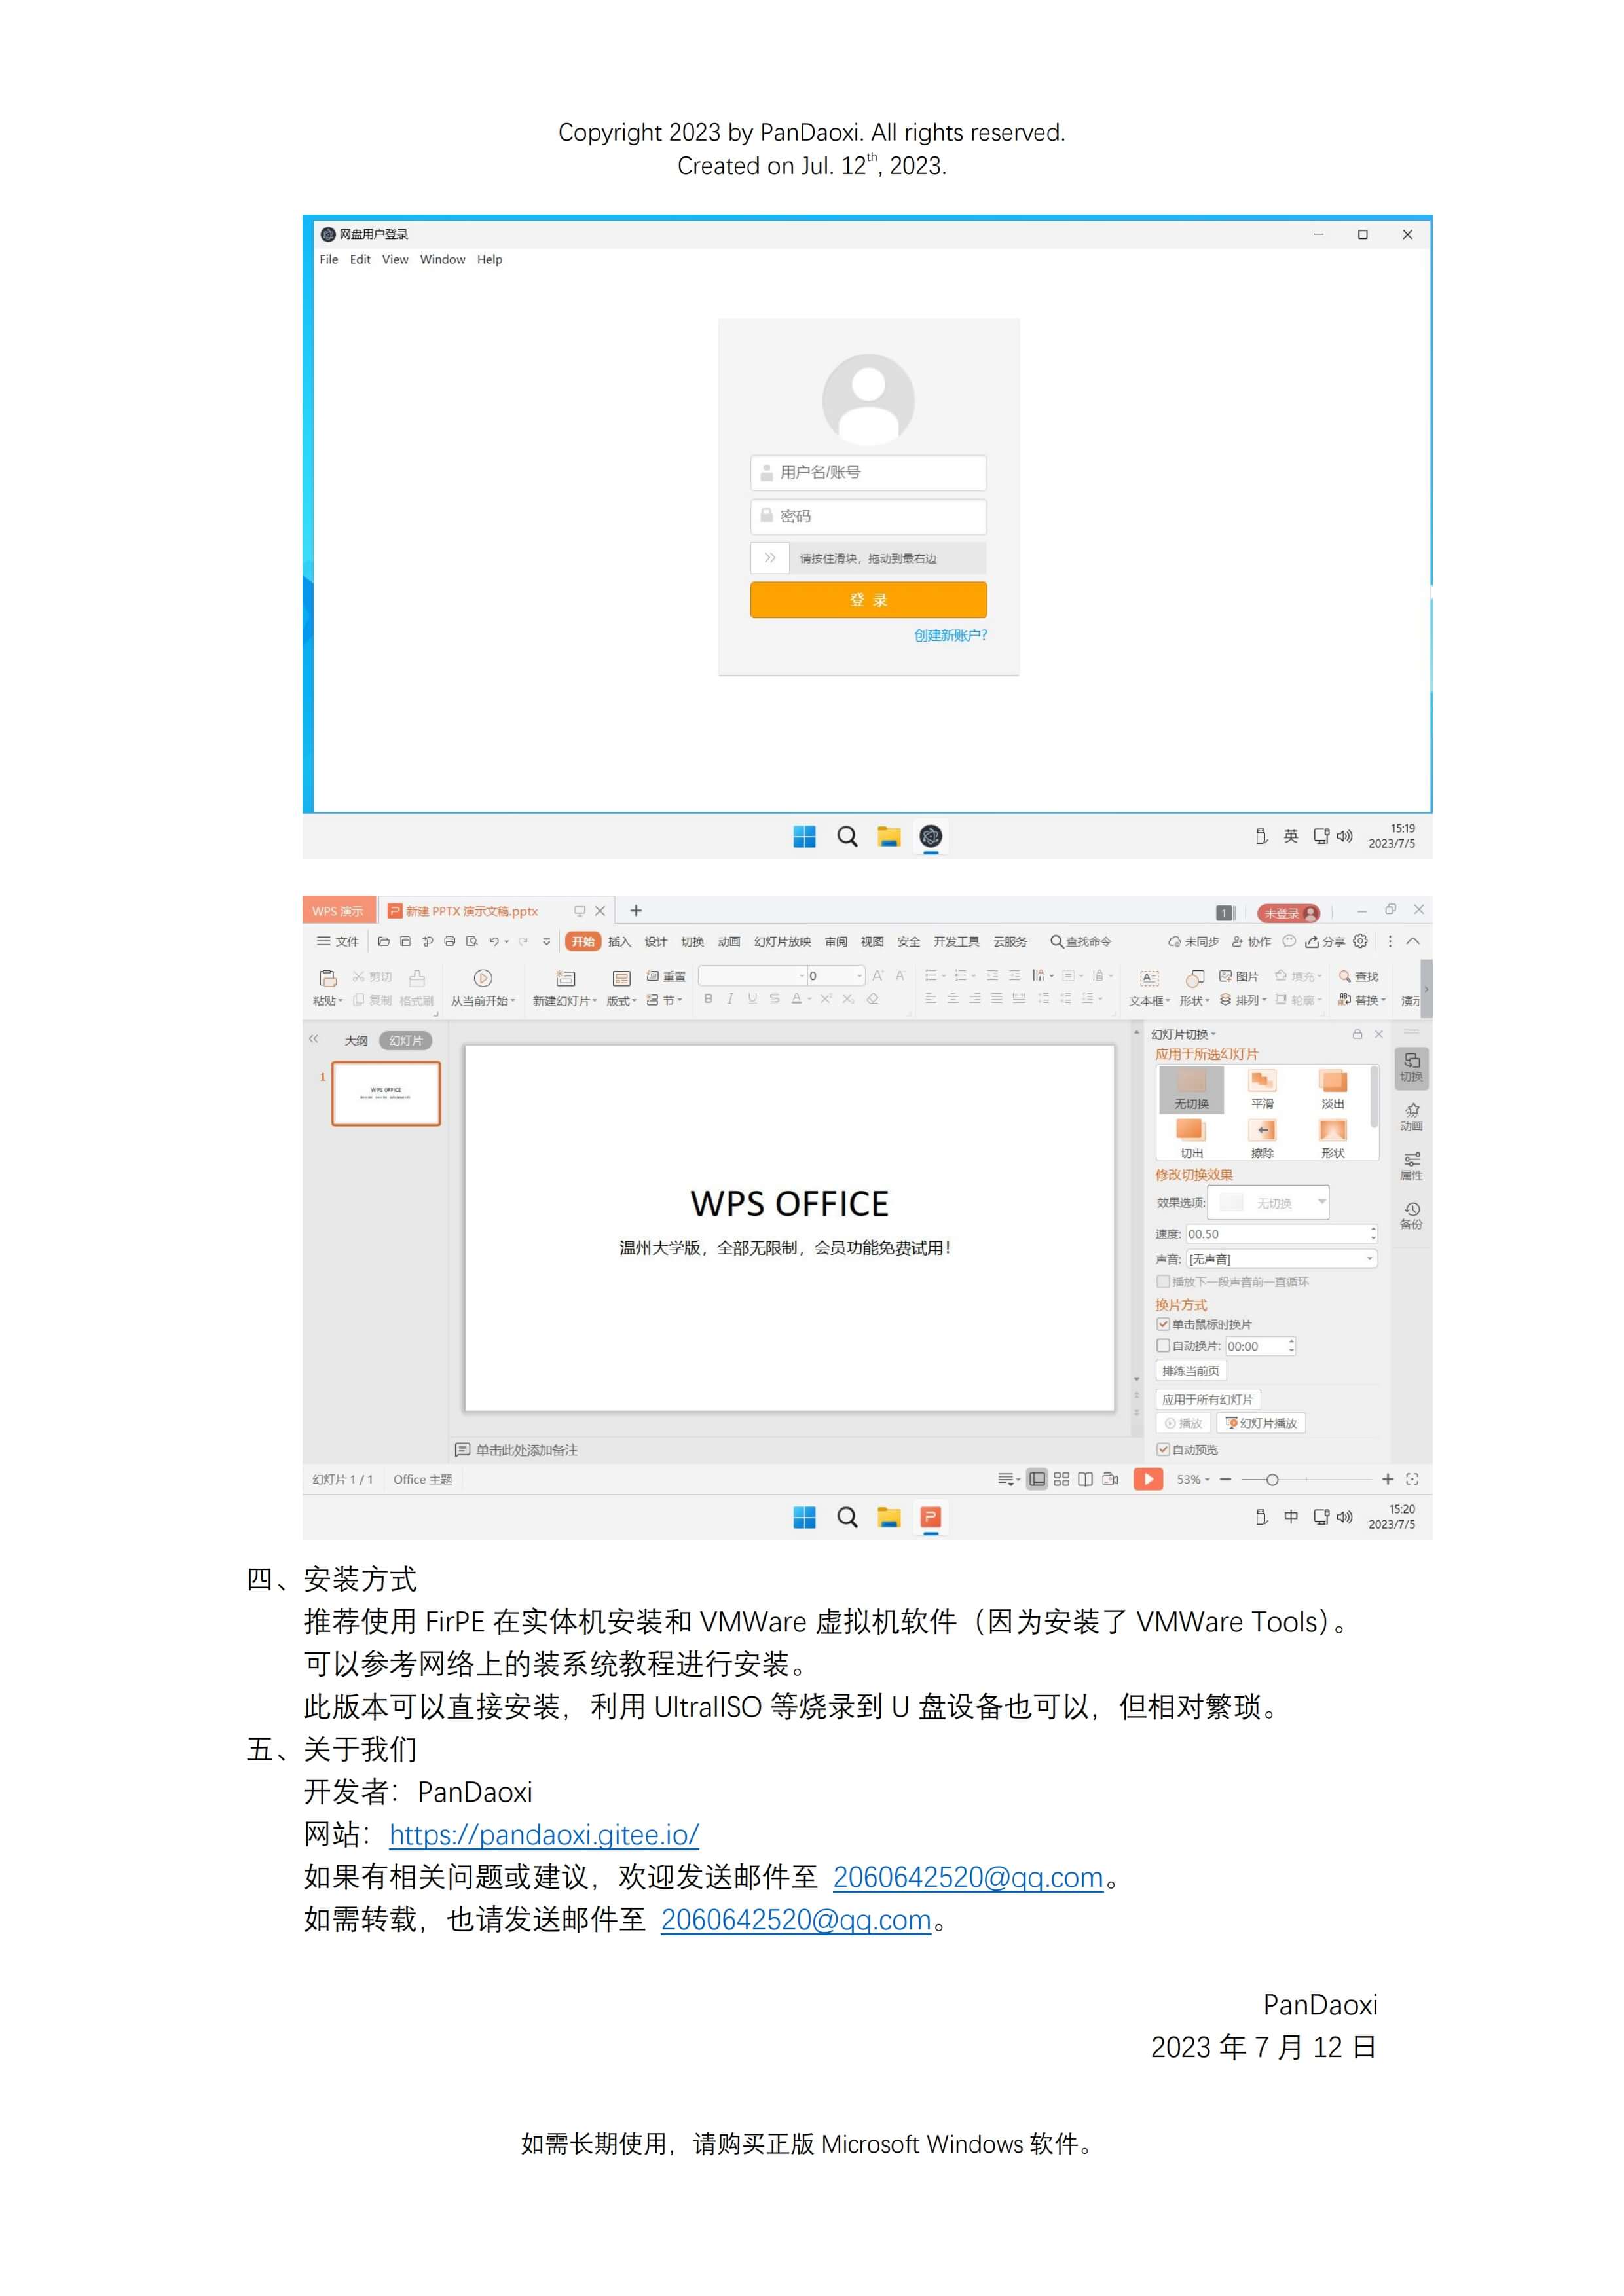 Copyright 2023 by PanDaoxi. All rights reserved.
Created on Jul. 12th, 2023.
网盘用户登录
File Edit View Window Help
用户名/账号
密码
请按住滑块，拖动到最右边
登 录
创建新账户?
英
15:19
2023/7/5
WPS 演示 新建 PPTX 演示文稿.pptx
1 未登录
文件 开始 插入 设计 切换 动画 幻灯片放映 审阅 视图 安全 开发工具 云服务 查找命令 未同步 协作 分享
剪切 重置 0 图片 填充 查找
粘贴 复制 格式刷 从当前开始 新建幻灯片 版式 节 B I U S A 文本框 形状 排列 轮廓 替换 演示
大纲 幻灯片
1
WPS OFFICE
WPS OFFICE
温州大学版，全部无限制，会员功能免费试用！
单击此处添加备注
幻灯片切换
应用于所选幻灯片
无切换 平滑 淡出
切出 擦除 形状
修改切换效果
效果选项: 无切换
速度: 00.50
声音: [无声音]
播放下一段声音前一直循环
换片方式
单击鼠标时换片
自动换片: 00:00
排练当前页
应用于所有幻灯片
播放 幻灯片播放
自动预览
切换
动画
属性
备份
幻灯片 1 / 1 Office 主题 53%
中
15:20
2023/7/5
四、安装方式
推荐使用 FirPE 在实体机安装和 VMWare 虚拟机软件（因为安装了 VMWare Tools）。
可以参考网络上的装系统教程进行安装。
此版本可以直接安装，利用 UltralISO 等烧录到 U 盘设备也可以，但相对繁琐。
五、关于我们
开发者：PanDaoxi
网站：https://pandaoxi.gitee.io/
如果有相关问题或建议，欢迎发送邮件至 2060642520@qq.com。
如需转载，也请发送邮件至 2060642520@qq.com。
PanDaoxi
2023 年 7 月 12 日
如需长期使用，请购买正版 Microsoft Windows 软件。